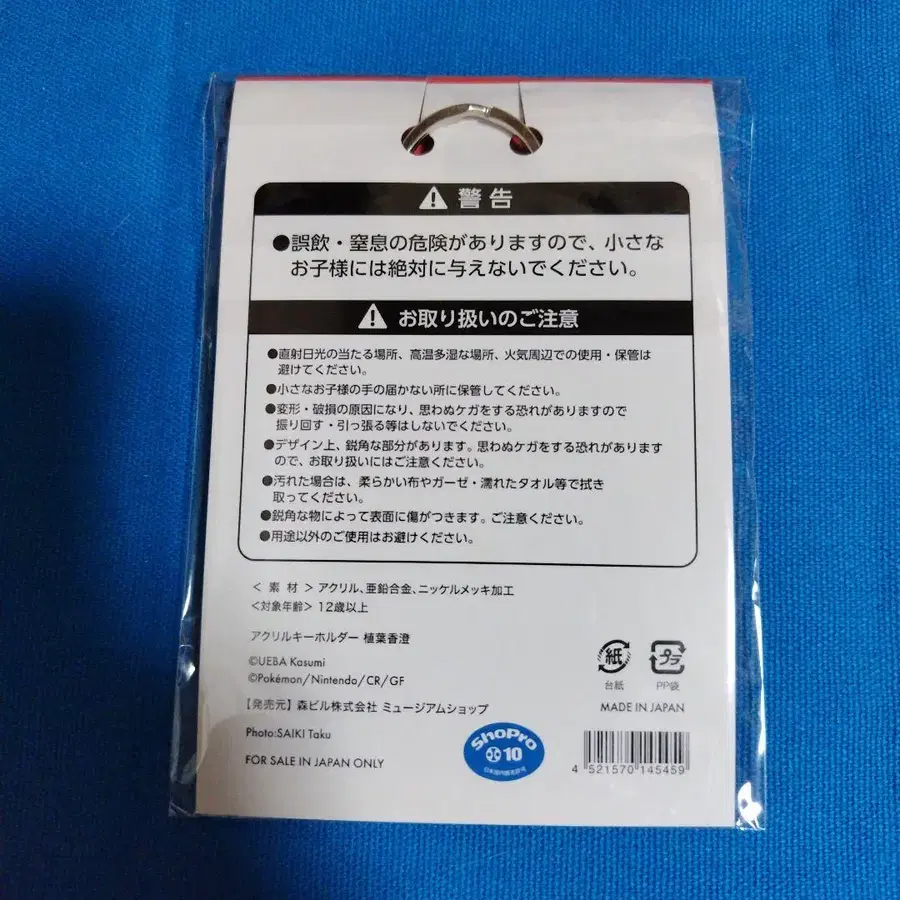 警告
●誤飲・窒息の危険がありますので、小さな
お子様には絶対に与えないでください。
お取り扱いのご注意
●直射日光の当たる場所、高温多湿な場所、火気周辺での使用・保管は
避けてください。
●小さなお子様の手の届かない所に保管してください。
●変形・破損の原因になり、思わぬケガをする恐れがありますので
振り回す・引っ張る等はしないでください。
●デザイン上、鋭角な部分があります。思わぬケガをする恐れがあります
ので、お取り扱いにはご注意ください。
●汚れた場合は、柔らかい布やガーゼ・濡れたタオル等で拭き
取ってください。
●鋭角な物によって表面に傷がつきます。ご注意ください。
●用途以外のご使用はお避けください。
＜素材＞アクリル、亜鉛合金、ニッケルメッキ加工
＜対象年齢＞12歳以上
アクリルキーホルダー 植葉香澄
©UEBA Kasumi
©Pokémon/Nintendo/CR/GF
【発売元】森ビル株式会社 ミュージアムショップ
Photo:SAIKI Taku
FOR SALE IN JAPAN ONLY
紙
台紙
プラ
PP袋
MADE IN JAPAN
ShoPro
10
日本国内販売許可
4 521570 145459